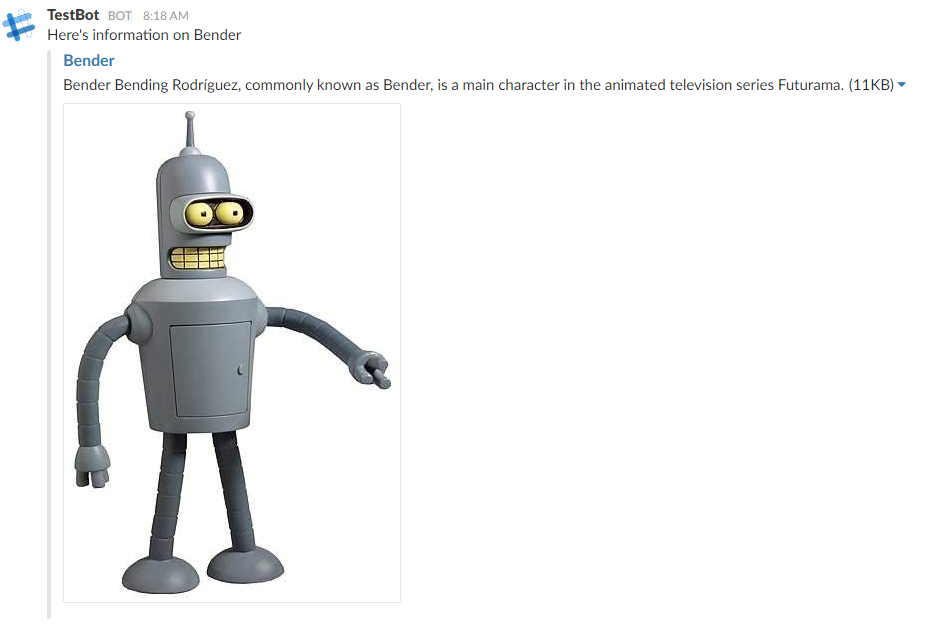 TestBot BOT 8:18 AM
Here's information on Bender
Bender
Bender Bending Rodríguez, commonly known as Bender, is a main character in the animated television series Futurama. (11KB)